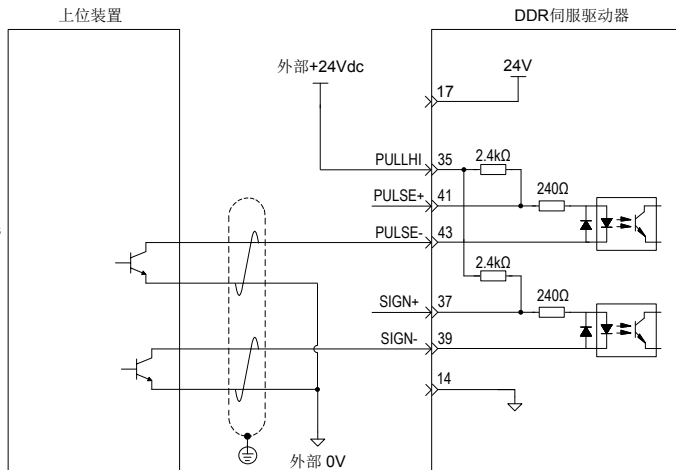 上位装置
DDR伺服驱动器
外部+24Vdc
24V
17
PULLHI
35
2.4kΩ
PULSE+
41
240Ω
PULSE-
43
2.4kΩ
SIGN+
37
240Ω
SIGN-
39
14
外部 0V